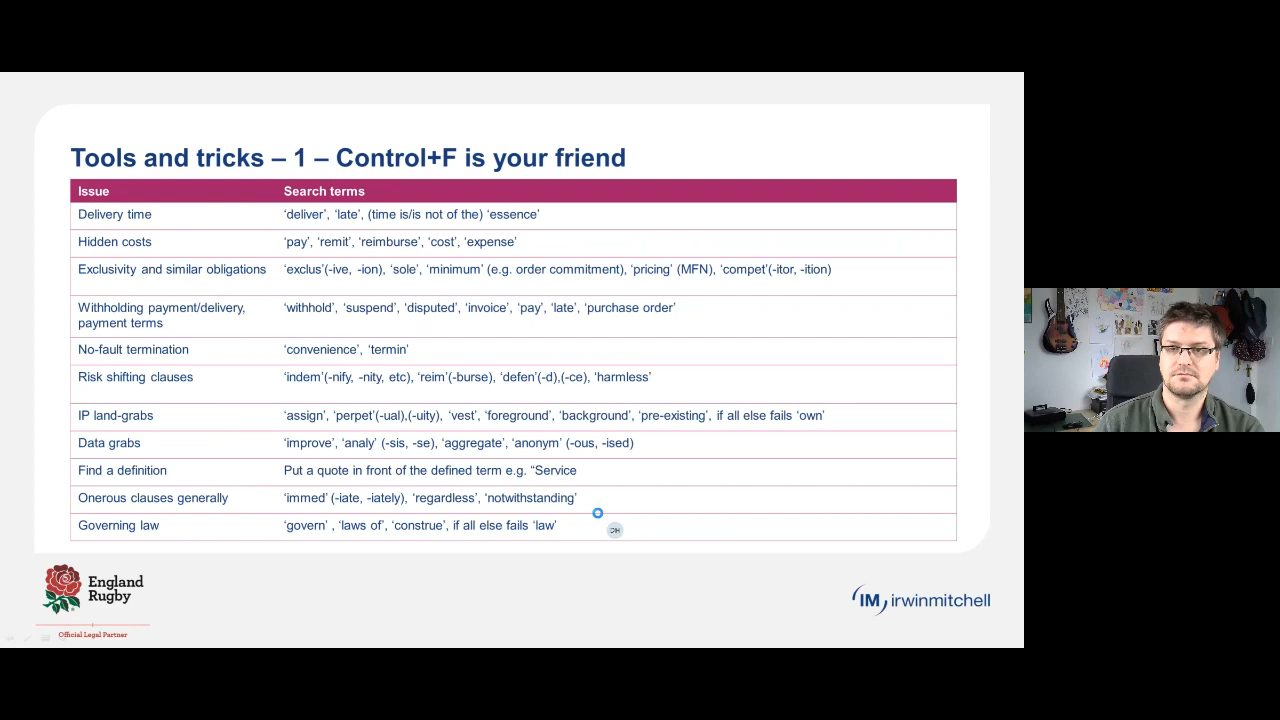 Tools and tricks – 1 – Control+F is your friend
Issue Search terms
Delivery time ‘deliver’, ‘late’, (time is/is not of the) ‘essence’
Hidden costs ‘pay’, ‘remit’, ‘reimburse’, ‘cost’, ‘expense’
Exclusivity and similar obligations ‘exclus’(-ive, -ion), ‘sole’, ‘minimum’ (e.g. order commitment), ‘pricing’ (MFN), ‘compet’(-itor, -ition)
Withholding payment/delivery, ‘withhold’, ‘suspend’, ‘disputed’, ‘invoice’, ‘pay’, ‘late’, ‘purchase order’
payment terms
No-fault termination ‘convenience’, ‘termin’
Risk shifting clauses ‘indem’(-nify, -nity, etc), ‘reim’(-burse), ‘defen’(-d),(-ce), ‘harmless’
IP land-grabs ‘assign’, ‘perpet’(-ual),(-uity), ‘vest’, ‘foreground’, ‘background’, ‘pre-existing’, if all else fails ‘own’
Data grabs ‘improve’, ‘analy’ (-sis, -se), ‘aggregate’, ‘anonym’ (-ous, -ised)
Find a definition Put a quote in front of the defined term e.g. “Service
Onerous clauses generally ‘immed’ (-iate, -iately), ‘regardless’, ‘notwithstanding’
Governing law ‘govern’ , ‘laws of’, ‘construe’, if all else fails ‘law’
England
Rugby
Official Legal Partner
IM irwinmitchell